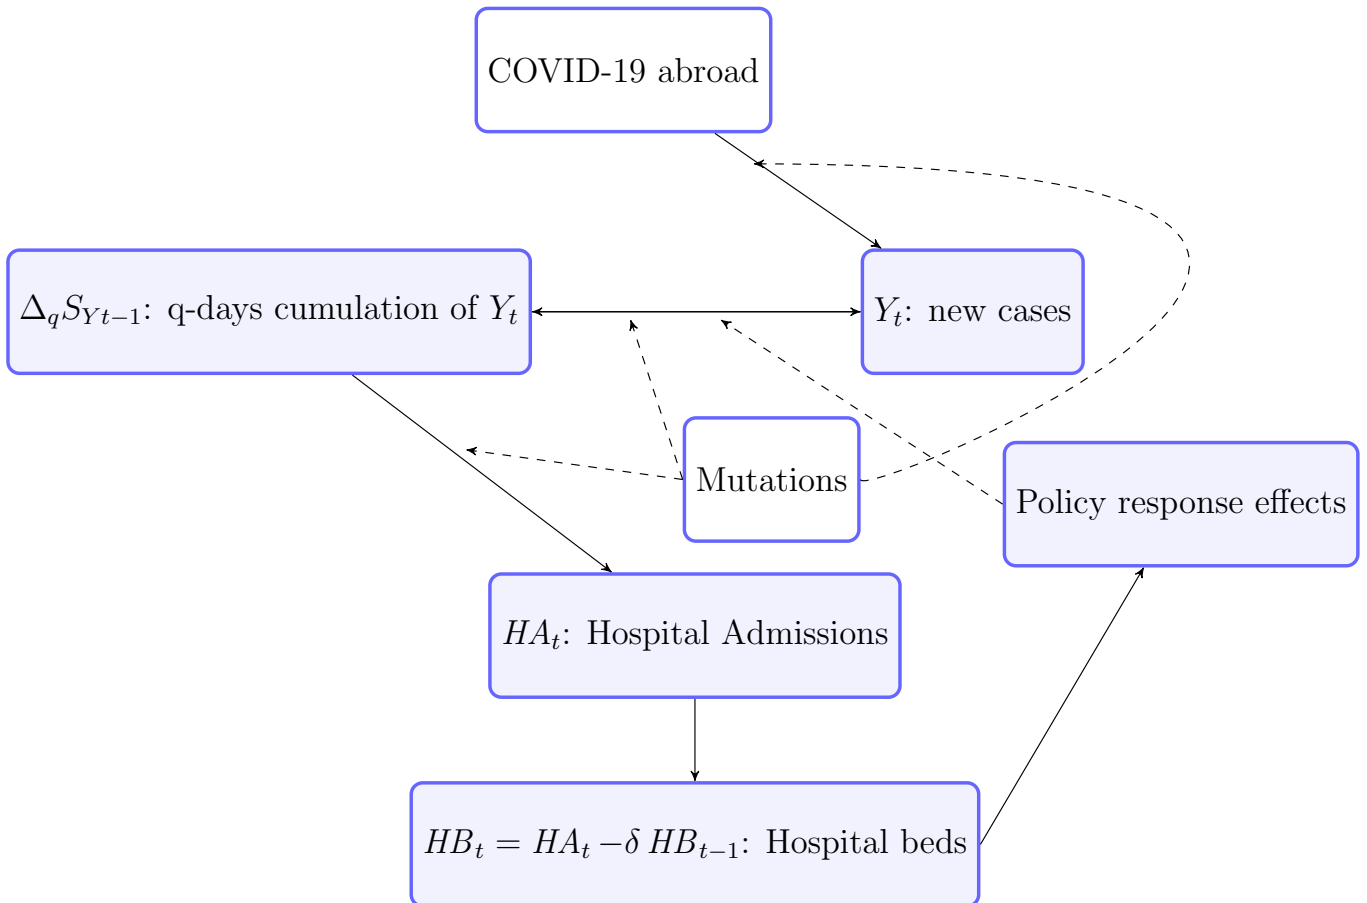 COVID-19 abroad
Δ_qS_{Yt−1}: q-days cumulation of Y_t
Y_t: new cases
Mutations
Policy response effects
HA_t: Hospital Admissions
HB_t = HA_t −δ HB_{t−1}: Hospital beds